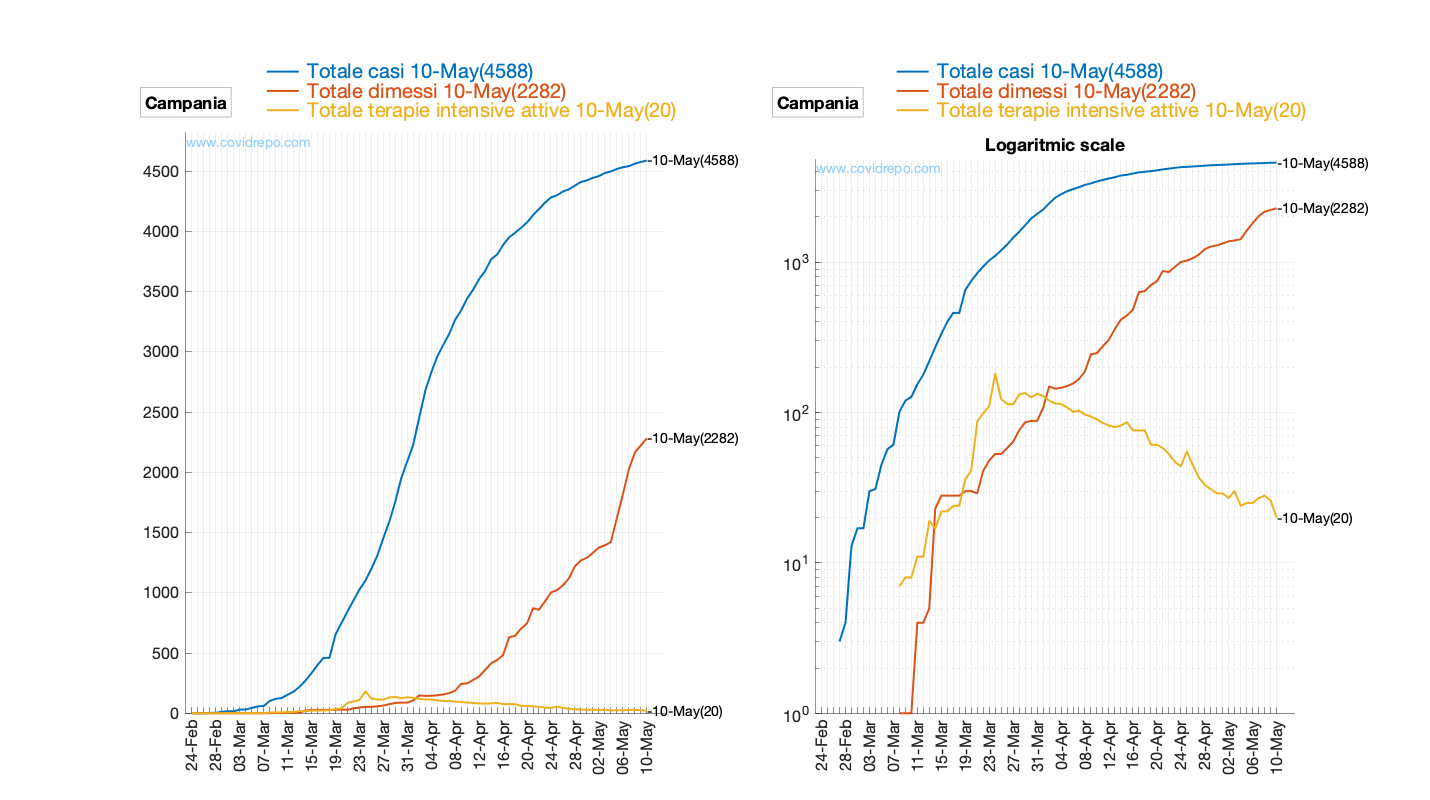 Totale casi 10-May(4588)
Totale dimessi 10-May(2282)
Totale terapie intensive attive 10-May(20)
Campania
www.covidrepo.com
4500
4000
3500
3000
2500
2000
1500
1000
500
0
-10-May(4588)
-10-May(2282)
-10-May(20)
24-Feb
28-Feb
03-Mar
07-Mar
11-Mar
15-Mar
19-Mar
23-Mar
27-Mar
31-Mar
04-Apr
08-Apr
12-Apr
16-Apr
20-Apr
24-Apr
28-Apr
02-May
06-May
10-May
Totale casi 10-May(4588)
Totale dimessi 10-May(2282)
Totale terapie intensive attive 10-May(20)
Campania
Logaritmic scale
www.covidrepo.com
10³
10²
10¹
10⁰
-10-May(4588)
-10-May(2282)
-10-May(20)
24-Feb
28-Feb
03-Mar
07-Mar
11-Mar
15-Mar
19-Mar
23-Mar
27-Mar
31-Mar
04-Apr
08-Apr
12-Apr
16-Apr
20-Apr
24-Apr
28-Apr
02-May
06-May
10-May